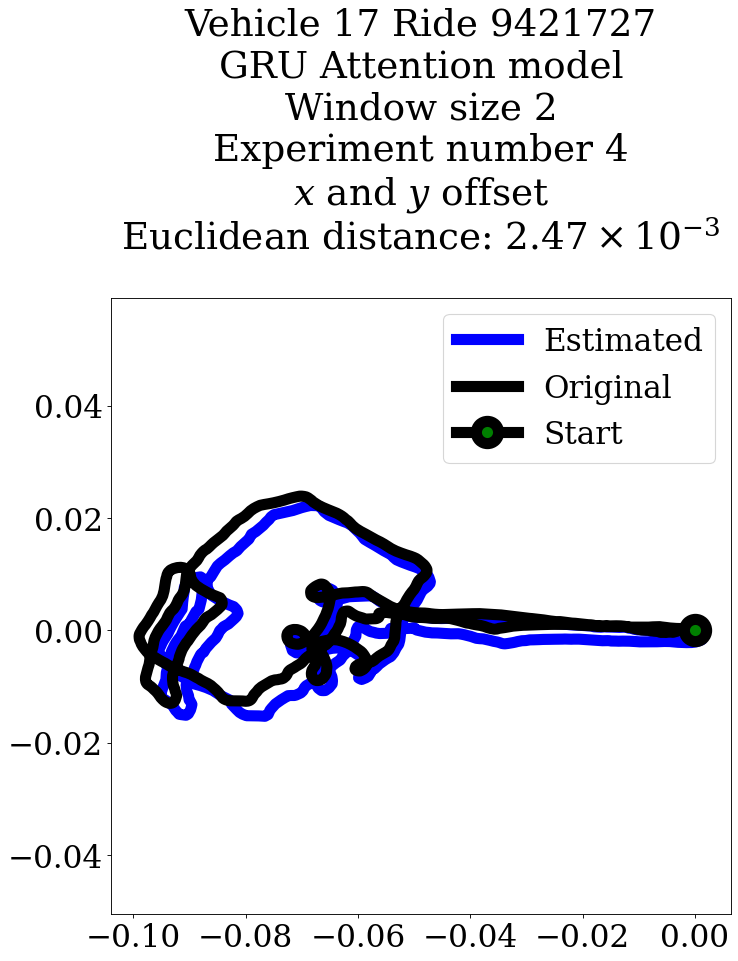 Vehicle 17 Ride 9421727
GRU Attention model
Window size 2
Experiment number 4
x and y offset
Euclidean distance: 2.47 × 10⁻³
Estimated
Original
Start
0.04
0.02
0.00
−0.02
−0.04
−0.10 −0.08 −0.06 −0.04 −0.02 0.00